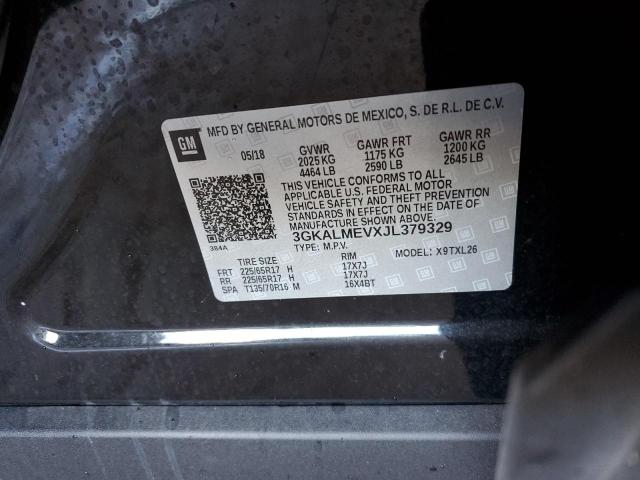 GM
MFD BY GENERAL MOTORS DE MEXICO, S. DE R.L. DE C.V.
05/18 GVWR GAWR FRT GAWR RR
2025 KG 1175 KG 1200 KG
4464 LB 2590 LB 2645 LB
THIS VEHICLE CONFORMS TO ALL
APPLICABLE U.S. FEDERAL MOTOR
VEHICLE SAFETY AND THEFT PREVENTION
STANDARDS IN EFFECT ON THE DATE OF
MANUFACTURE SHOWN ABOVE.
3GKALMEVXJL379329
384A
TYPE: M.P.V. MODEL: X9TXL26
TIRE SIZE RIM
FRT 225/65R17 H 17X7J
RR 225/65R17 H 17X7J
SPA T135/70R16 M 16X4BT